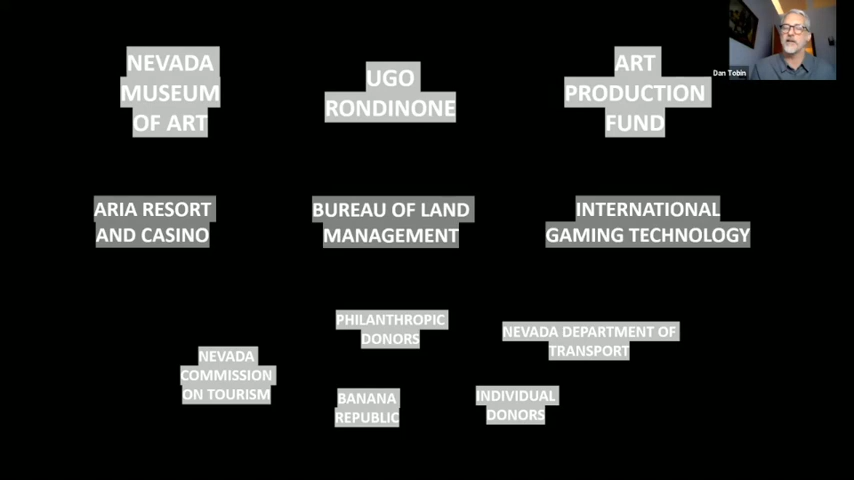 NEVADA
MUSEUM
OF ART
UGO
RONDINONE
ART
PRODUCTION
FUND
Dan Tobin
ARIA RESORT
AND CASINO
BUREAU OF LAND
MANAGEMENT
INTERNATIONAL
GAMING TECHNOLOGY
PHILANTHROPIC
DONORS
NEVADA DEPARTMENT OF
TRANSPORT
NEVADA
COMMISSION
ON TOURISM
BANANA
REPUBLIC
INDIVIDUAL
DONORS